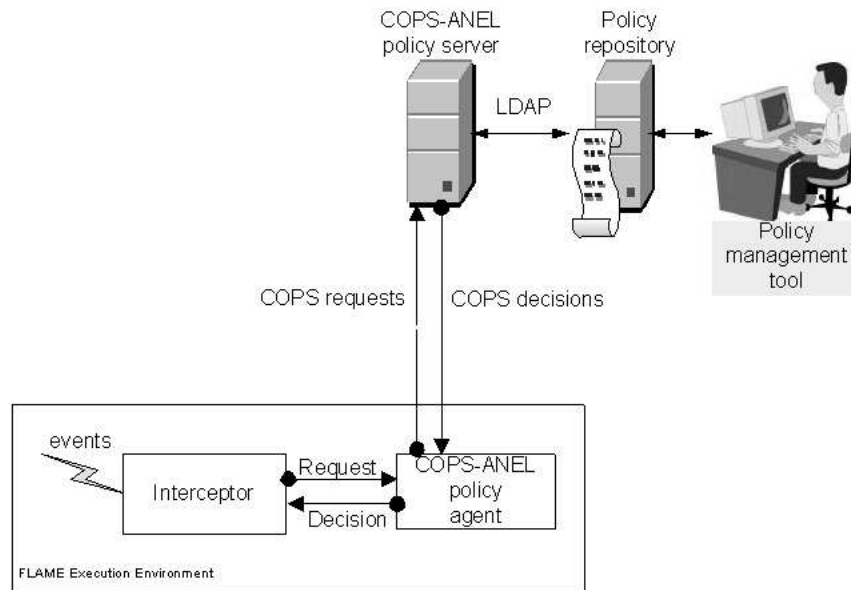 COPS-ANEL
policy server
Policy
repository
LDAP
Policy
management
tool
COPS requests
COPS decisions
events
Interceptor
Request
Decision
COPS-ANEL
policy
agent
FLAME Execution Environment